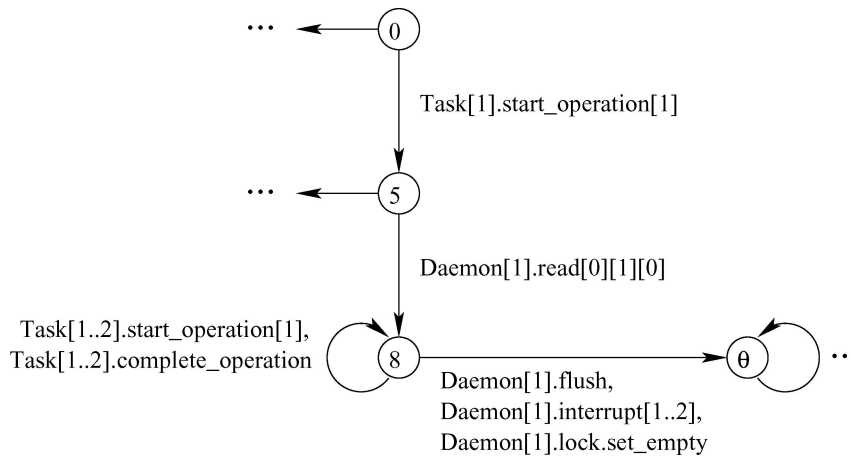 ...
0
Task[1].start_operation[1]
...
5
Daemon[1].read[0][1][0]
Task[1..2].start_operation[1],
Task[1..2].complete_operation
8
θ
..
Daemon[1].flush,
Daemon[1].interrupt[1..2],
Daemon[1].lock.set_empty